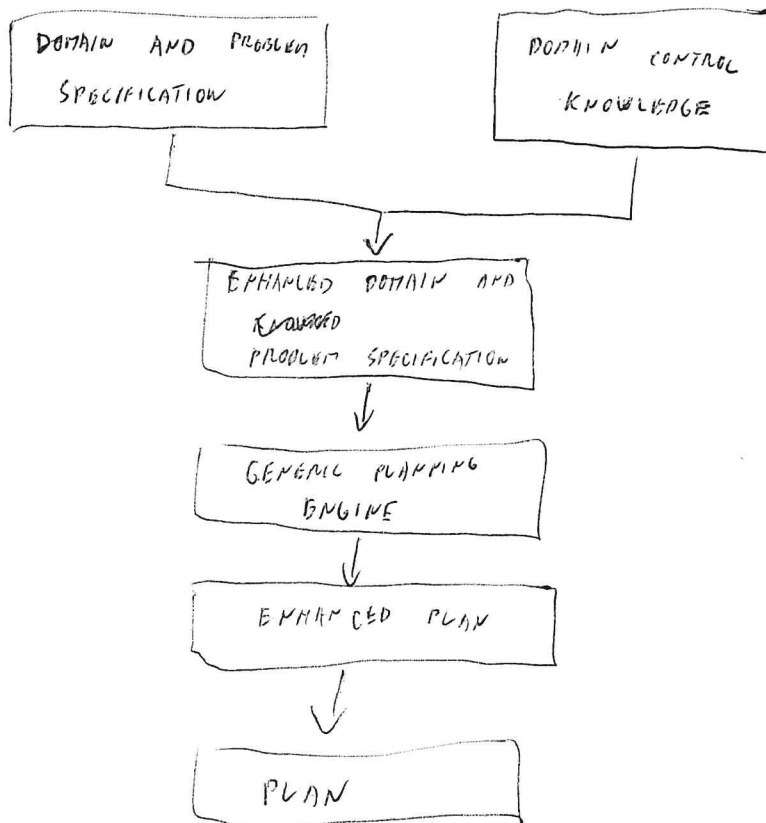 DOMAIN AND PROBLEM
SPECIFICATION
DOMAIN CONTROL
KNOWLEDGE
ENHANCED DOMAIN AND
PROBLEM SPECIFICATION
GENERIC PLANNING
ENGINE
ENHANCED PLAN
PLAN